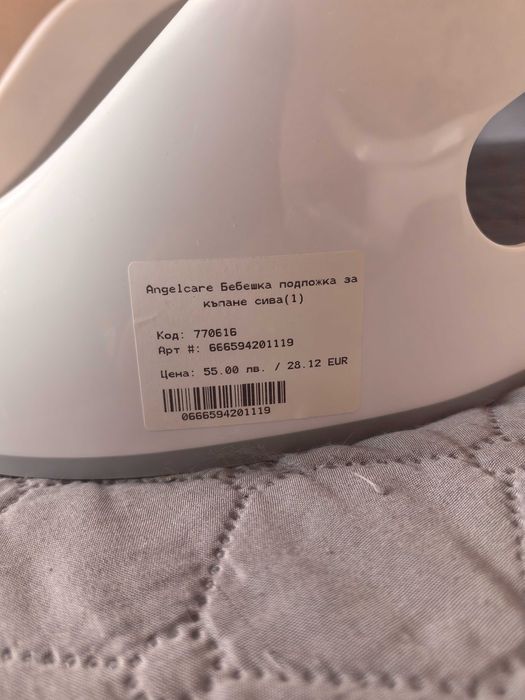 Angelcare Бебешка подложка за
къпане сива(1)
Код: 770616
Арт #: 666594201119
Цена: 55.00 лв. / 28.12 EUR
0666594201119